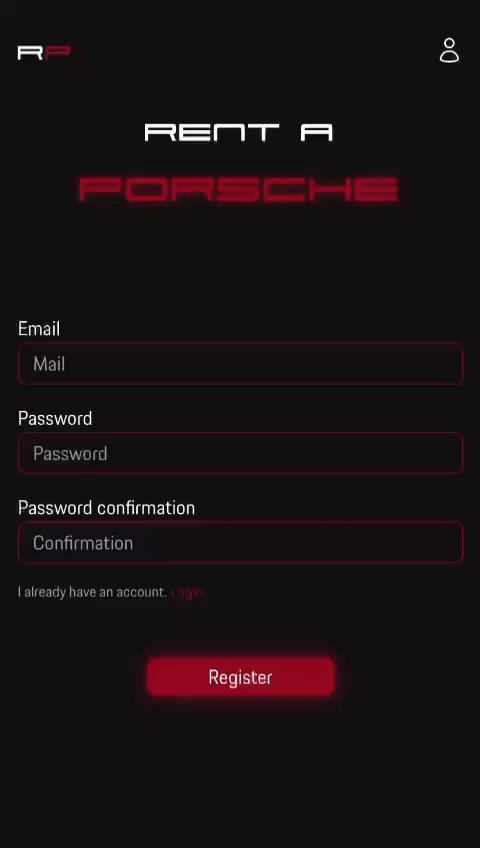 RP
RENT A
PORSCHE
Email
Mail
Password
Password
Password confirmation
Confirmation
I already have an account. Login
Register